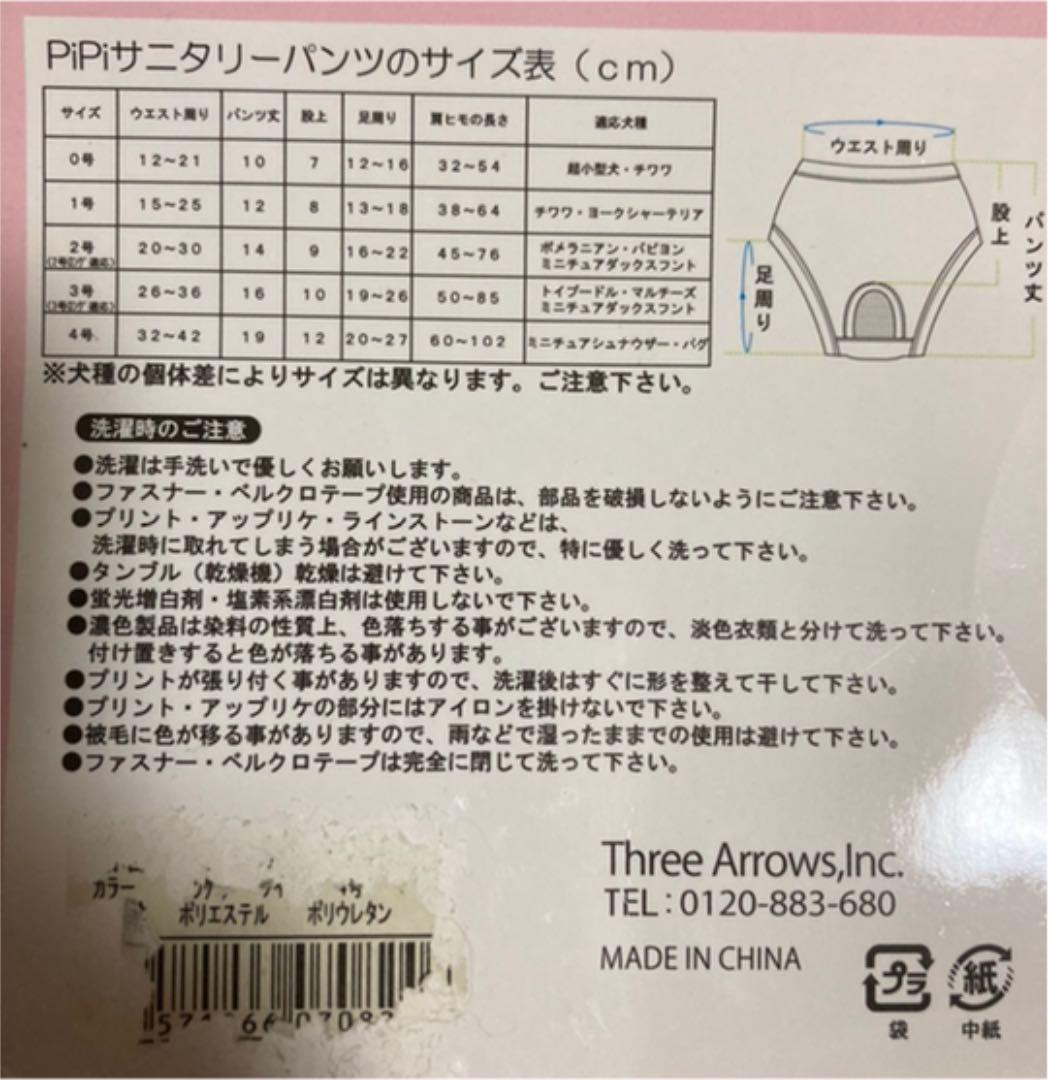 PiPiサニタリーパンツのサイズ表（cm）
サイズ ウエスト周り パンツ丈 股上 足周り 肩ヒモの長さ 適応犬種
0号 12〜21 10 7 12〜16 32〜54 超小型犬・チワワ
1号 15〜25 12 8 13〜18 38〜64 チワワ・ヨークシャーテリア
2号 20〜30 14 9 16〜22 45〜76 ポメラニアン・パピヨン
ミニチュアダックスフント
3号 26〜36 16 10 19〜26 50〜85 トイプードル・マルチーズ
ミニチュアダックスフント
4号 32〜42 19 12 20〜27 60〜102 ミニチュアシュナウザー・パグ
ウエスト周り
股上
パンツ丈
足周り
※犬種の個体差によりサイズは異なります。ご注意下さい。
洗濯時のご注意
●洗濯は手洗いで優しくお願いします。
●ファスナー・ベルクロテープ使用の商品は、部品を破損しないようにご注意下さい。
●プリント・アップリケ・ラインストーンなどは、
洗濯時に取れてしまう場合がございますので、特に優しく洗って下さい。
●タンブル（乾燥機）乾燥は避けて下さい。
●蛍光増白剤・塩素系漂白剤は使用しないで下さい。
●濃色製品は染料の性質上、色落ちする事がございますので、淡色衣類と分けて洗って下さい。
付け置きすると色が落ちる事があります。
●プリントが張り付く事がありますので、洗濯後はすぐに形を整えて干して下さい。
●プリント・アップリケの部分にはアイロンを掛けないで下さい。
●被毛に色が移る事がありますので、雨などで湿ったままでの使用は避けて下さい。
●ファスナー・ベルクロテープは完全に閉じて洗って下さい。
カラー
ポリエステル ポリウレタン
Three Arrows,Inc.
TEL：0120-883-680
MADE IN CHINA
プラ
袋
紙
中紙